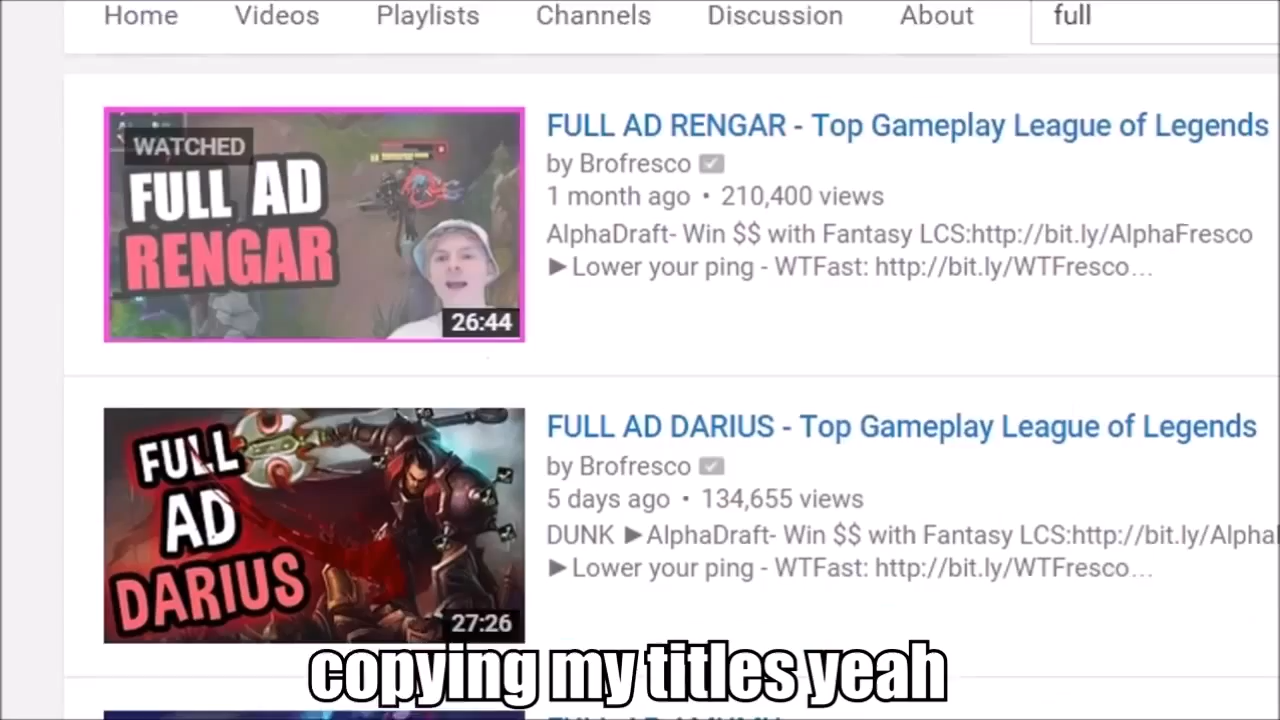 Home Videos Playlists Channels Discussion About full
WATCHED
FULL AD
RENGAR
26:44
FULL AD RENGAR - Top Gameplay League of Legends
by Brofresco
1 month ago • 210,400 views
AlphaDraft- Win $$ with Fantasy LCS:http://bit.ly/AlphaFresco
►Lower your ping - WTFast: http://bit.ly/WTFresco...
FULL
AD
DARIUS
27:26
FULL AD DARIUS - Top Gameplay League of Legends
by Brofresco
5 days ago • 134,655 views
DUNK ►AlphaDraft- Win $$ with Fantasy LCS:http://bit.ly/Alpha
►Lower your ping - WTFast: http://bit.ly/WTFresco...
copying my titles yeah